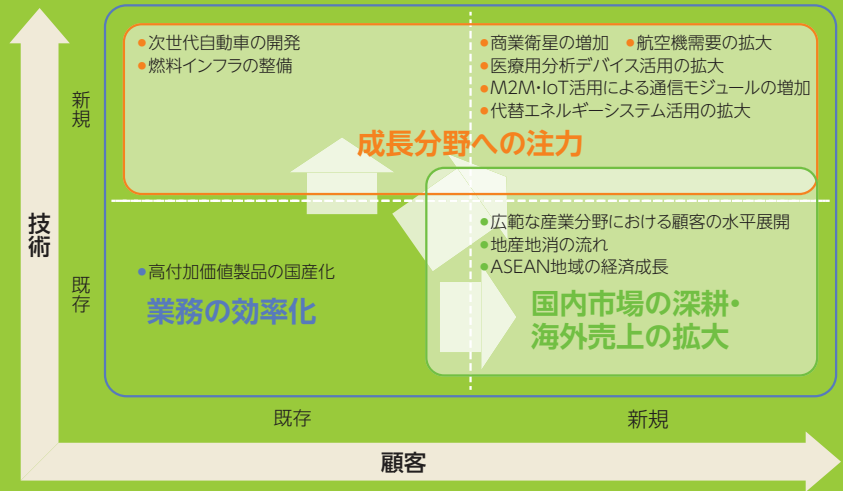 ●次世代自動車の開発
●燃料インフラの整備
●商業衛星の増加 ●航空機需要の拡大
●医療用分析デバイス活用の拡大
●M2M・IoT活用による通信モジュールの増加
●代替エネルギーシステム活用の拡大
新規
成長分野への注力
技術
既存
●高付加価値製品の国産化
業務の効率化
●広範な産業分野における顧客の水平展開
●地産地消の流れ
●ASEAN地域の経済成長
国内市場の深耕・
海外売上の拡大
既存
新規
顧客